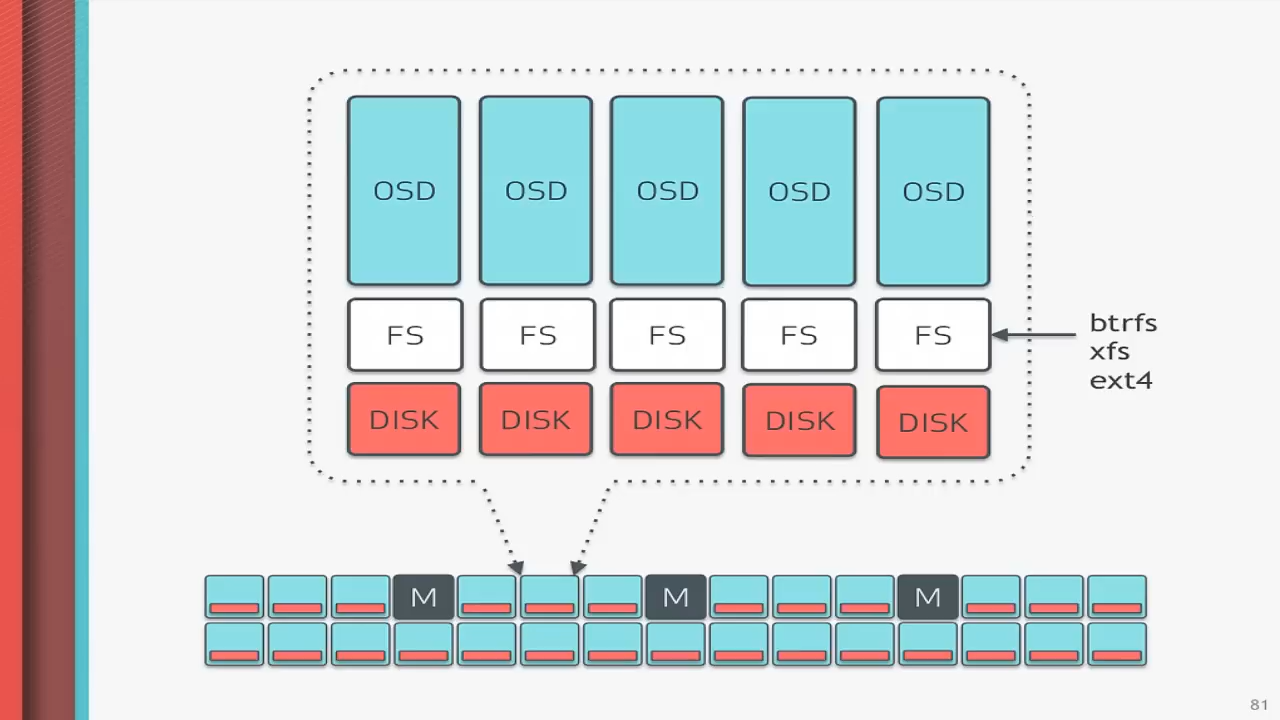 OSD OSD OSD OSD OSD
FS FS FS FS FS
btrfs
xfs
ext4
DISK DISK DISK DISK DISK
M M M
81